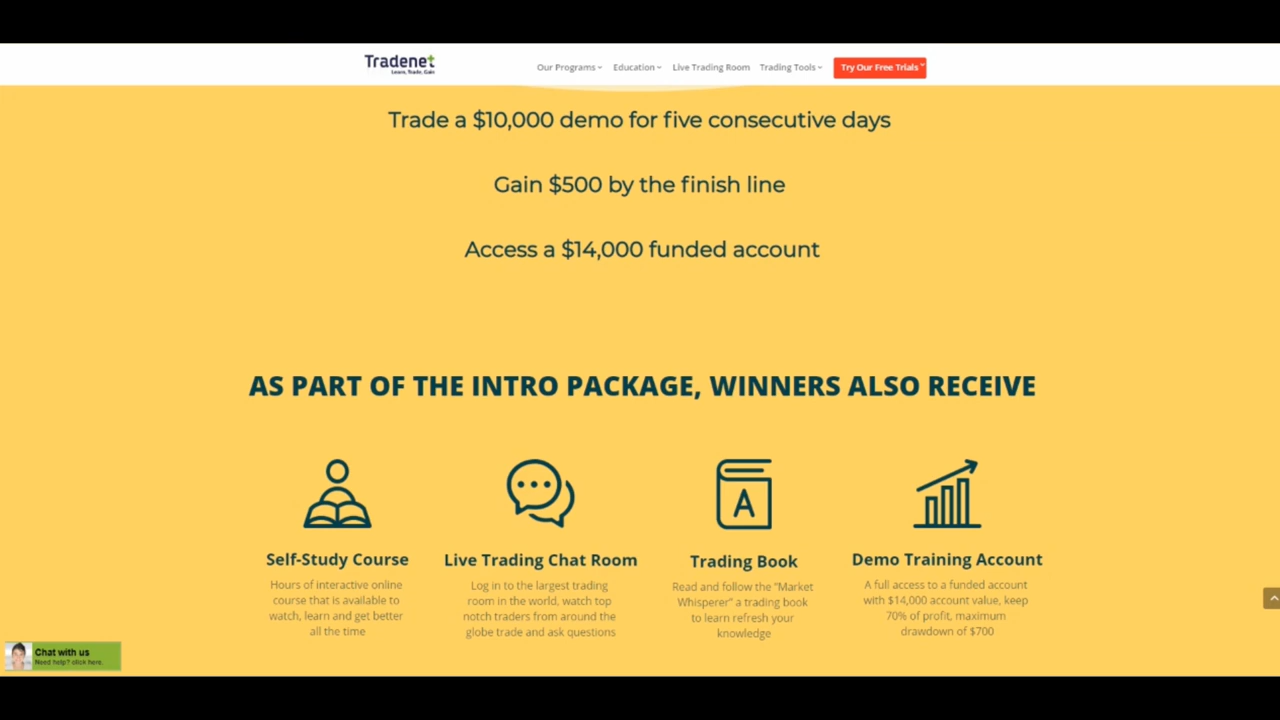 Tradenet
Learn, Trade, Gain
Our Programs Education Live Trading Room Trading Tools Try Our Free Trials
Trade a $10,000 demo for five consecutive days
Gain $500 by the finish line
Access a $14,000 funded account
AS PART OF THE INTRO PACKAGE, WINNERS ALSO RECEIVE
A
Self-Study Course
Hours of interactive online
course that is available to
watch, learn and get better
all the time
Live Trading Chat Room
Log in to the largest trading
room in the world, watch top
notch traders from around the
globe trade and ask questions
Trading Book
Read and follow the "Market
Whisperer" a trading book
to learn refresh your
knowledge
Demo Training Account
A full access to a funded account
with $14,000 account value, keep
70% of profit, maximum
drawdown of $700
Chat with us
Need help? click here.